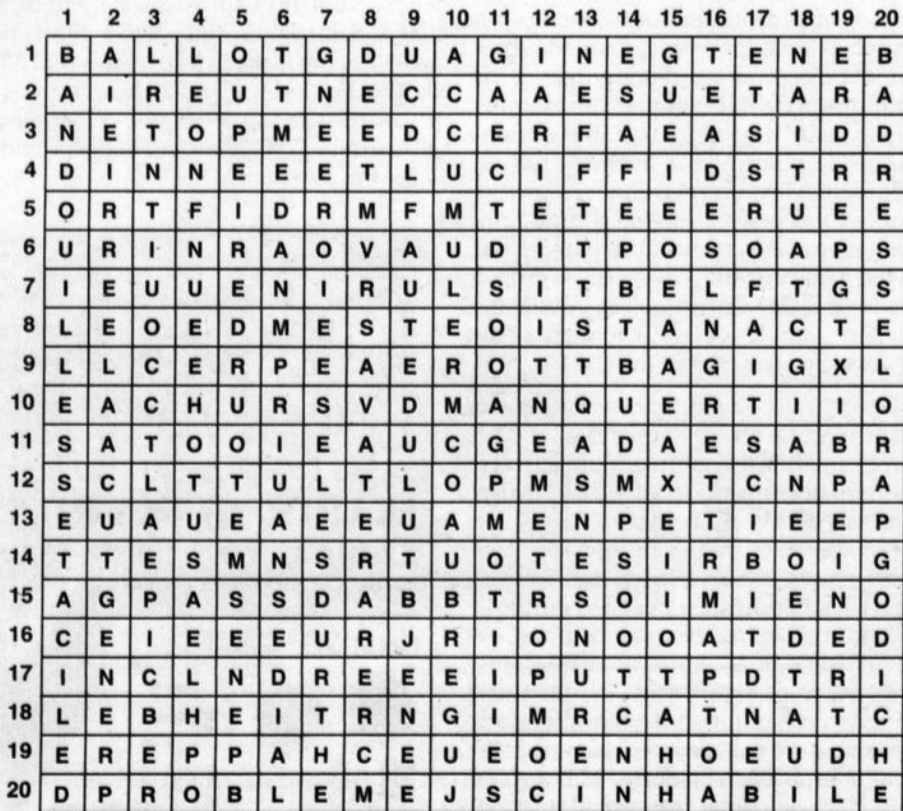 1 2 3 4 5 6 7 8 9 10 11 12 13 14 15 16 17 18 19 20
1 B A L L O T G D U A G I N E G T E N E B
2 A I R E U T N E C C A A E S U E T A R A
3 N E T O P M E E D C E R F A E A S I D D
4 D I N N E E E T L U C I F F I D S T R R
5 O R T F I D R M F M T E T E E E R U E E
6 U R I N R A O V A U D I T P O S O A P S
7 I E U U E N I R U L S I T B E L F T G S
8 L E O E D M E S T E O I S T A N A C T E
9 L L C E R P E A E R O T T B A G I G X L
10 E A C H U R S V D M A N Q U E R T I I O
11 S A T O O I E A U C G E A D A E S A B R
12 S C L T T U L T L O P M S M X T C N P A
13 E U A U E A E E U A M E N P E T I E E P
14 T T E S M N S R T U O T E S I R B O I G
15 A G P A S S D A B B T R S O I M I E N O
16 C E I E E E U R J R I O N O O A T D E D
17 I N C L N D R E E E I P U T T P D T R I
18 L E B H E I T R N G I M R C A T N A T C
19 E R E P P A H C E U E O E N H O E U D H
20 D P R O B L E M E J S C I N H A B I L E